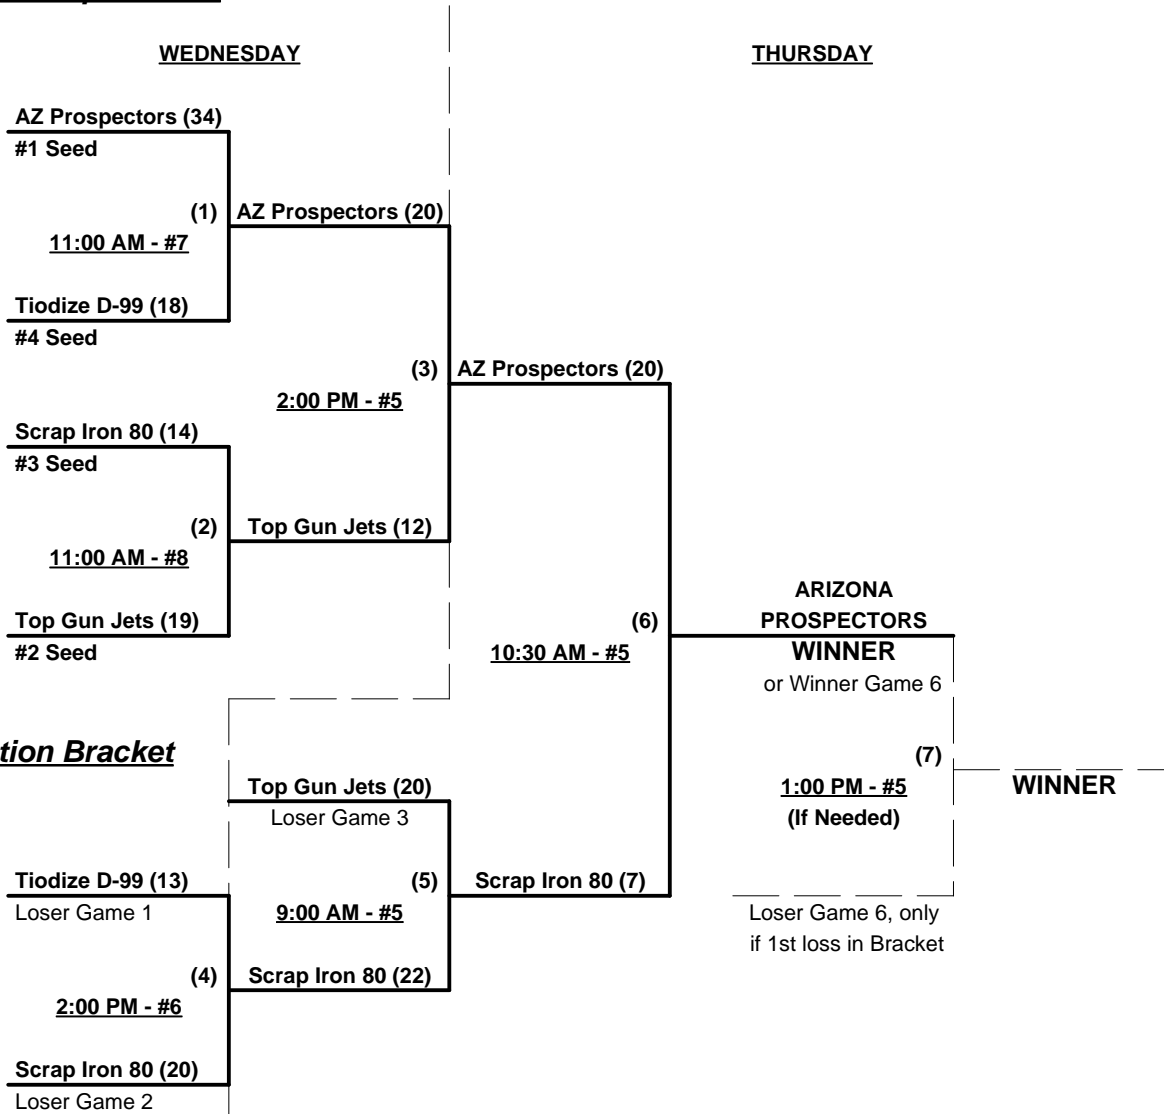 WEDNESDAY
THURSDAY
AZ Prospectors (34)
#1 Seed
(1)
AZ Prospectors (20)
11:00 AM - #7
Tiodize D-99 (18)
#4 Seed
(3)
AZ Prospectors (20)
2:00 PM - #5
Scrap Iron 80 (14)
#3 Seed
(2)
Top Gun Jets (12)
11:00 AM - #8
Top Gun Jets (19)
#2 Seed
ARIZONA
PROSPECTORS
(6)
WINNER
10:30 AM - #5
or Winner Game 6
tion Bracket
(7)
Top Gun Jets (20)
Loser Game 3
1:00 PM - #5
(If Needed)
WINNER
Tiodize D-99 (13)
Loser Game 1
(5)
Scrap Iron 80 (7)
9:00 AM - #5
Loser Game 6, only
if 1st loss in Bracket
(4)
Scrap Iron 80 (22)
2:00 PM - #6
Scrap Iron 80 (20)
Loser Game 2